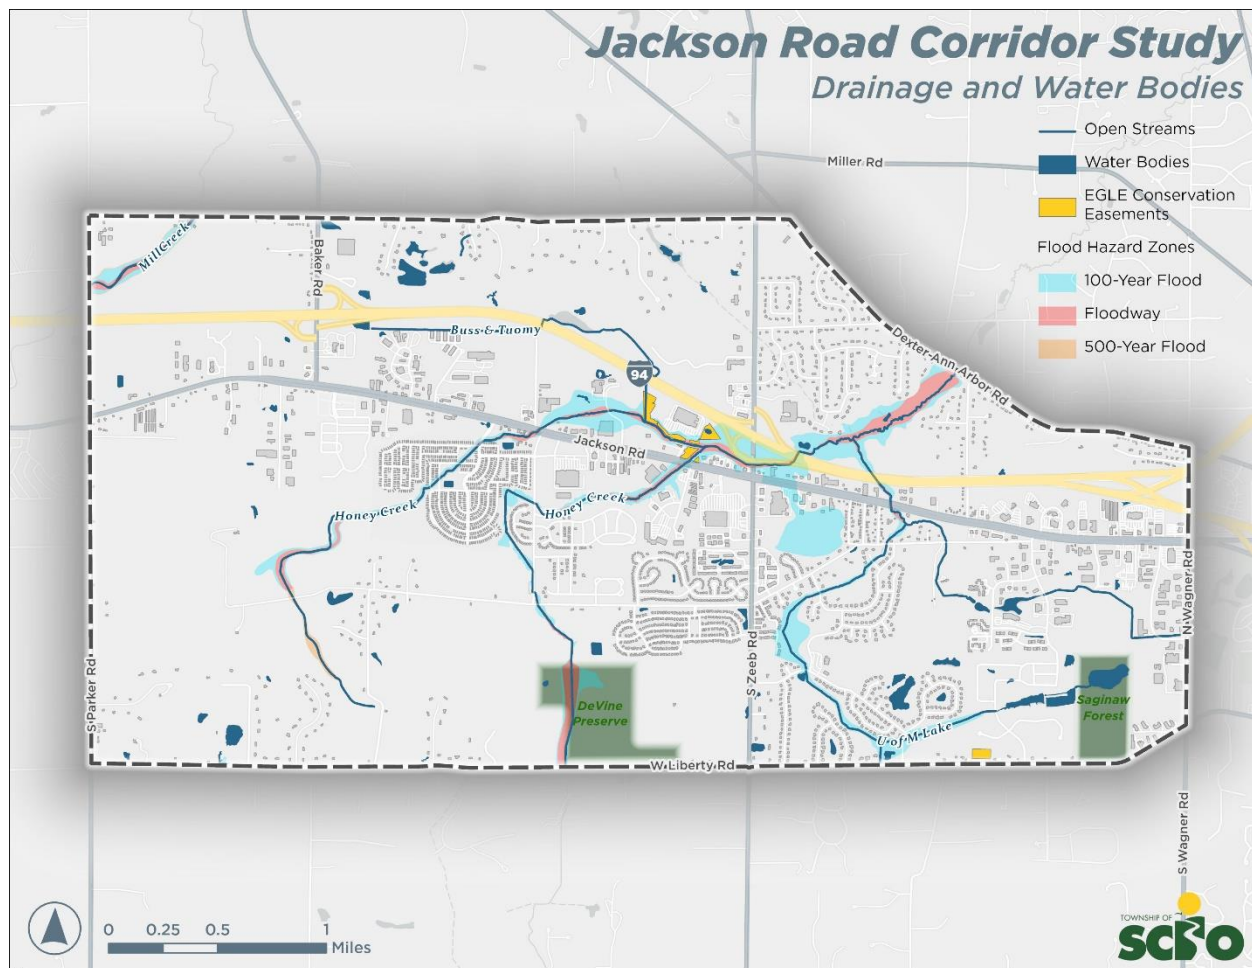 Jackson Road Corridor Study
Drainage and Water Bodies
Open Streams
Water Bodies
EGLE Conservation
Easements
Flood Hazard Zones
100-Year Flood
Floodway
500-Year Flood
Miller Rd
Mill Creek
Baker Rd
Buss & Tuomy
Dexter-Ann Arbor Rd
94
Jackson Rd
Honey Creek
Honey Creek
S Parker Rd
S Zeeb Rd
N Wagner Rd
DeVine
Preserve
Saginaw
Forest
U of M Lake
W Liberty Rd
S Wagner Rd
0 0.25 0.5 1
Miles
TOWNSHIP OF
SCIO